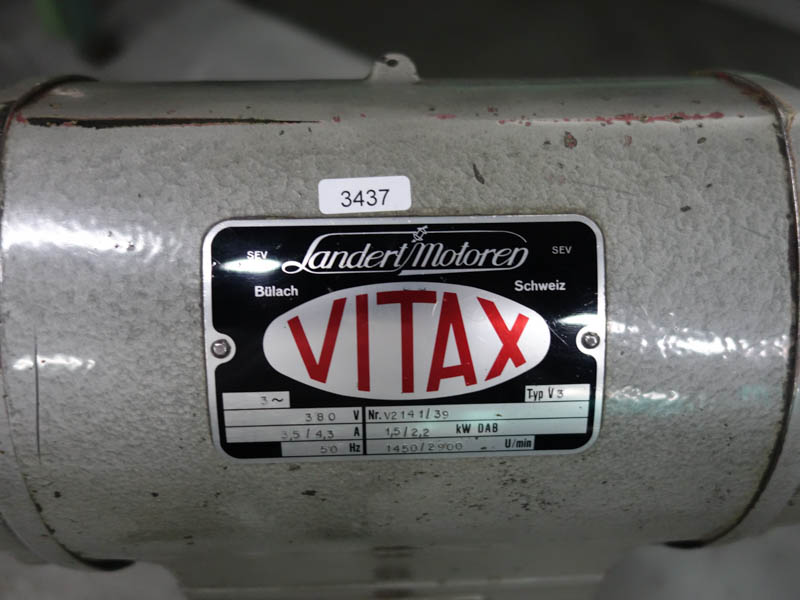 3437
SEV Landert Motoren SEV
Bülach Schweiz
VITAX
3~ Typ V3
380 V Nr. V2141/39
3,5/4,3 A 1,5/2,2 kW DAB
50 Hz 1450/2900 U/min